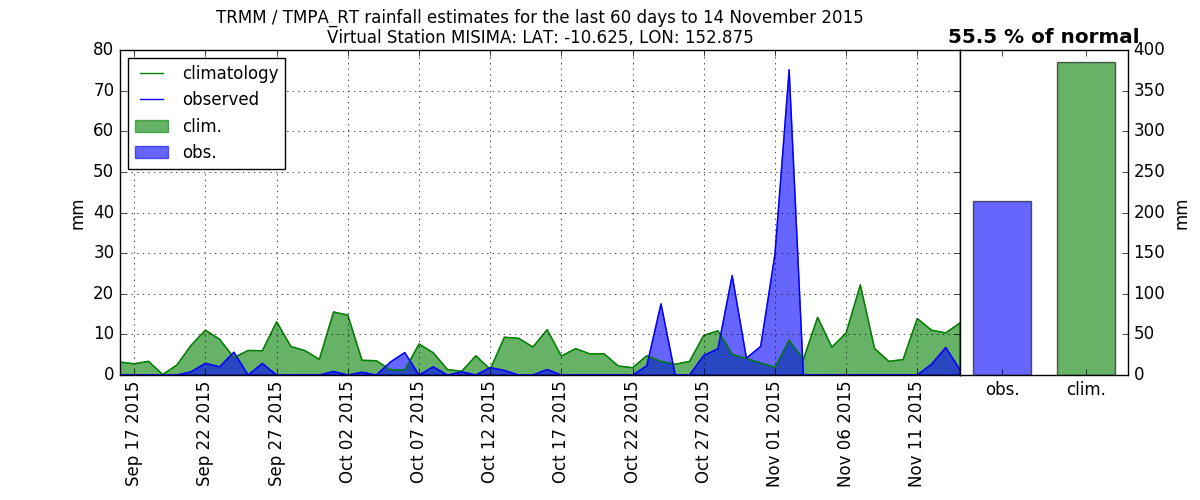 TRMM / TMPA_RT rainfall estimates for the last 60 days to 14 November 2015
Virtual Station MISIMA: LAT: -10.625, LON: 152.875
55.5 % of normal
climatology
observed
clim.
obs.
mm
80
70
60
50
40
30
20
10
0
400
350
300
250
200
150
100
50
0
mm
Sep 17 2015
Sep 22 2015
Sep 27 2015
Oct 02 2015
Oct 07 2015
Oct 12 2015
Oct 17 2015
Oct 22 2015
Oct 27 2015
Nov 01 2015
Nov 06 2015
Nov 11 2015
obs.
clim.